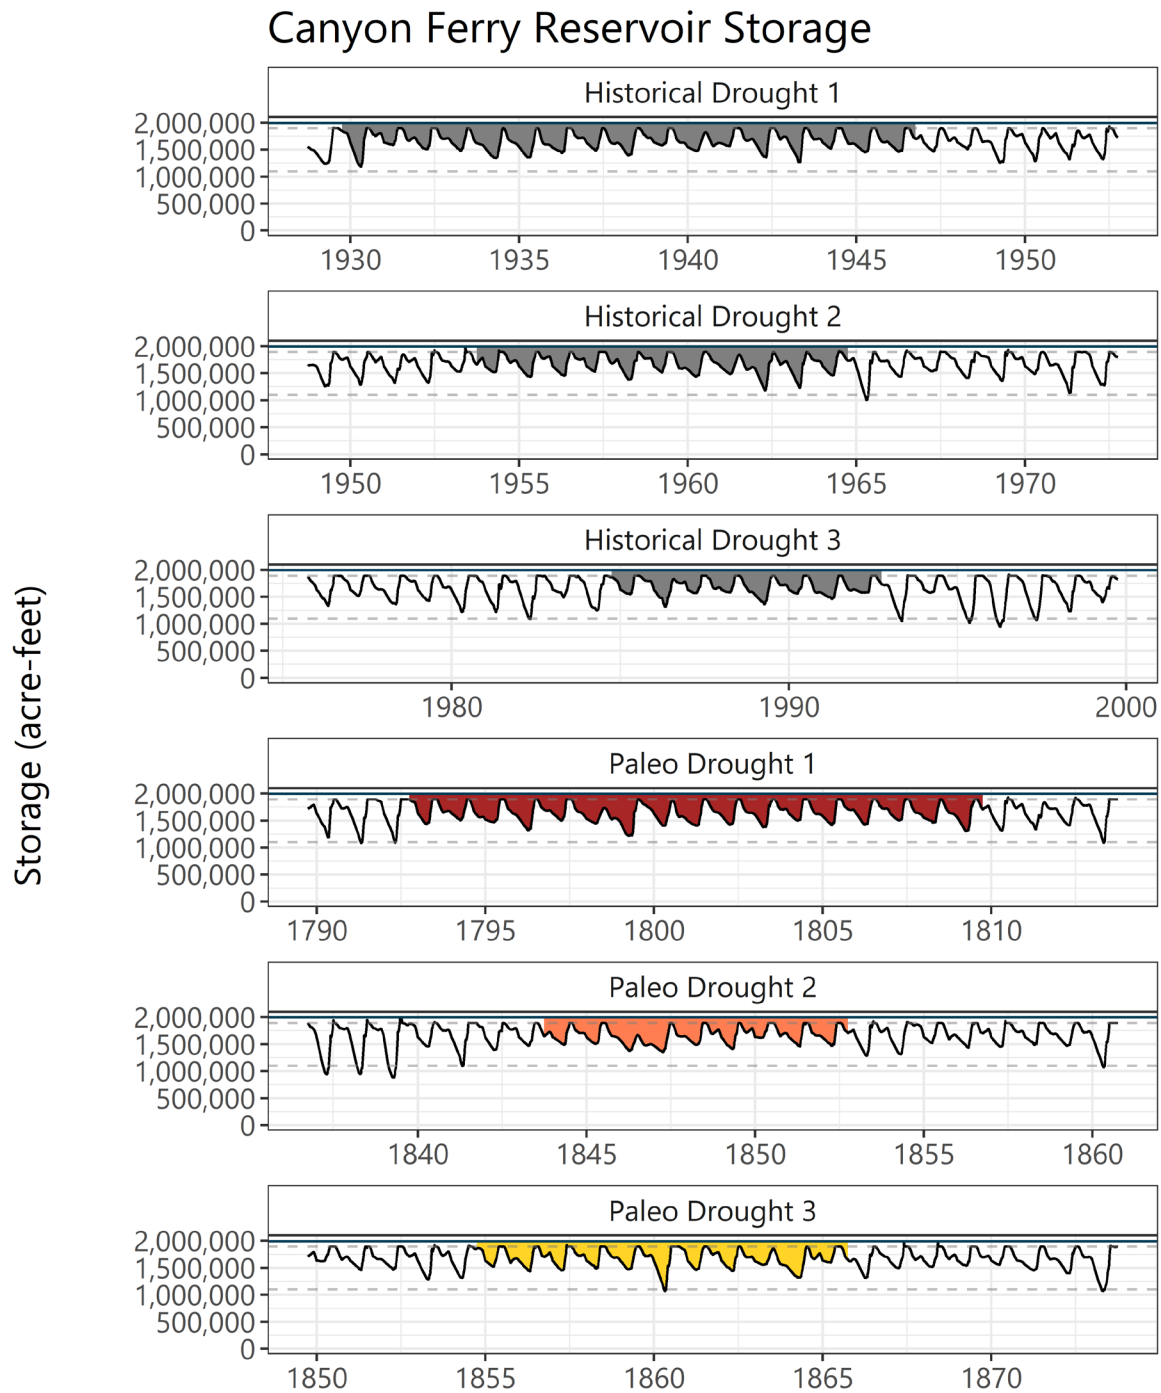 Canyon Ferry Reservoir Storage
Storage (acre-feet)
Historical Drought 1
2,000,000
1,500,000
1,000,000
500,000
0
1930 1935 1940 1945 1950
Historical Drought 2
2,000,000
1,500,000
1,000,000
500,000
0
1950 1955 1960 1965 1970
Historical Drought 3
2,000,000
1,500,000
1,000,000
500,000
0
1980 1990 2000
Paleo Drought 1
2,000,000
1,500,000
1,000,000
500,000
0
1790 1795 1800 1805 1810
Paleo Drought 2
2,000,000
1,500,000
1,000,000
500,000
0
1840 1845 1850 1855 1860
Paleo Drought 3
2,000,000
1,500,000
1,000,000
500,000
0
1850 1855 1860 1865 1870